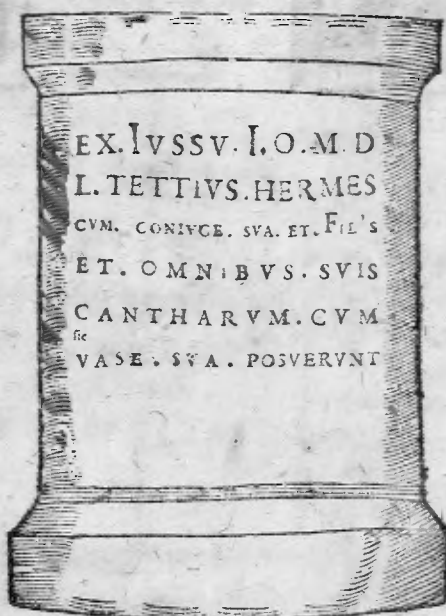 EX. IVSSV. I. O. M. D
L. TETTIVS. HERMES
CVM. CONIVGE. SVA. ET. FIL'S
ET. OMNIBVS. SVIS
CANTHARVM. CVM
sic
VASE. SVA. POSVERVNT